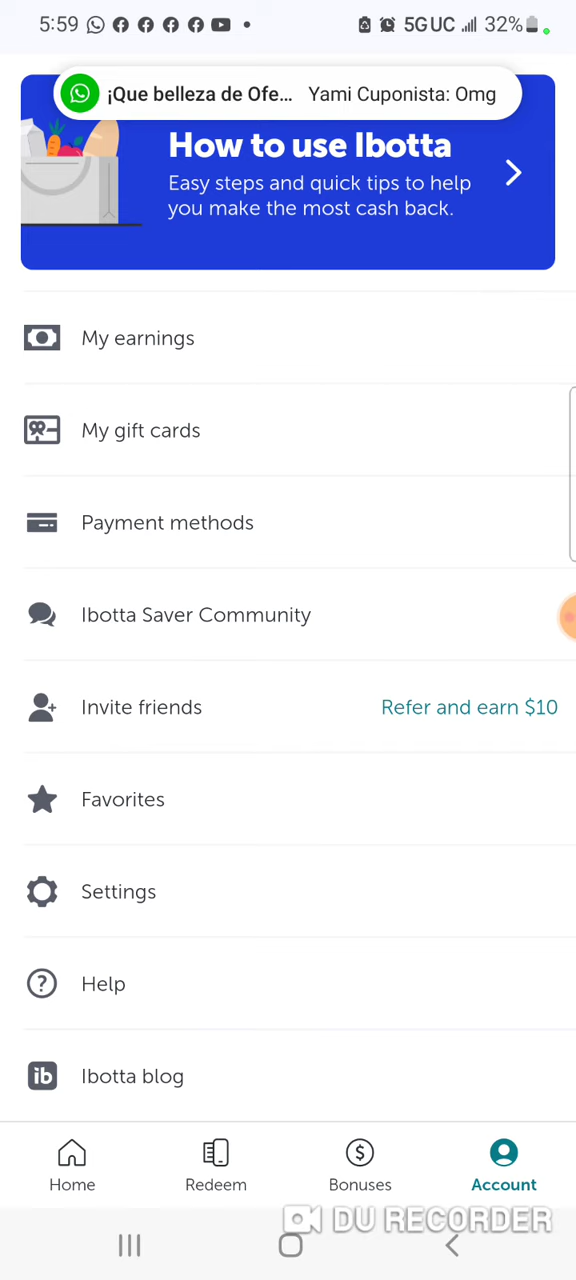 5:59 5GUC 32%
¡Que belleza de Ofe... Yami Cuponista: Omg
How to use Ibotta
Easy steps and quick tips to help
you make the most cash back.
My earnings
My gift cards
Payment methods
Ibotta Saver Community
Invite friends Refer and earn $10
Favorites
Settings
? Help
ib Ibotta blog
$
Home Redeem Bonuses Account
DU RECORDER